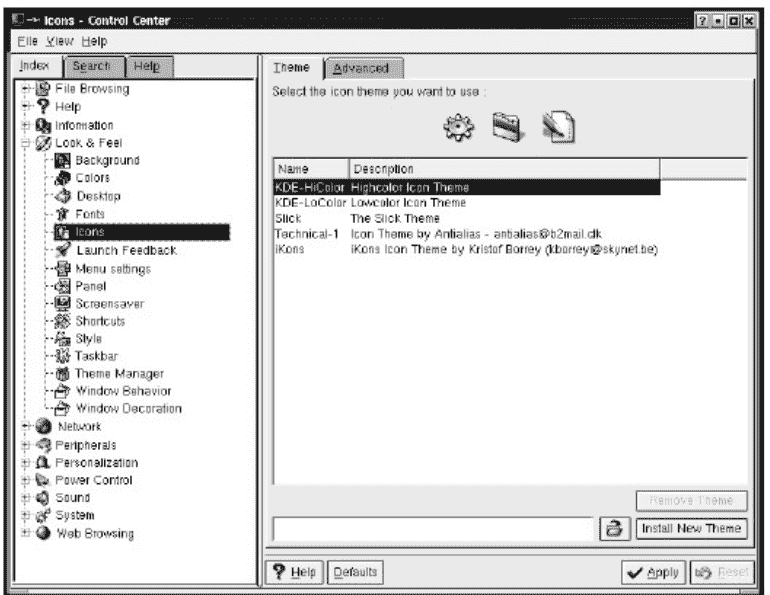 Icons - Control Center
File View Help
Index Search Help
File Browsing
Help
Information
Look & Feel
Background
Colors
Desktop
Fonts
Icons
Launch Feedback
Menu settings
Panel
Screensaver
Shortcuts
Style
Taskbar
Theme Manager
Window Behavior
Window Decoration
Network
Peripherals
Personalization
Power Control
Sound
System
Web Browsing
Theme Advanced
Select the icon theme you want to use :
Name Description
KDE-HiColor Highcolor Icon Theme
KDE-LoColor Lowcolor Icon Theme
Slick The Slick Theme
Technical-1 Icon Theme by Antialias - antialias@b2mail.dk
iKons iKons Icon Theme by Kristof Borrey (kborrey@skynet.be)
Remove Theme
Install New Theme
Help Defaults Apply Reset